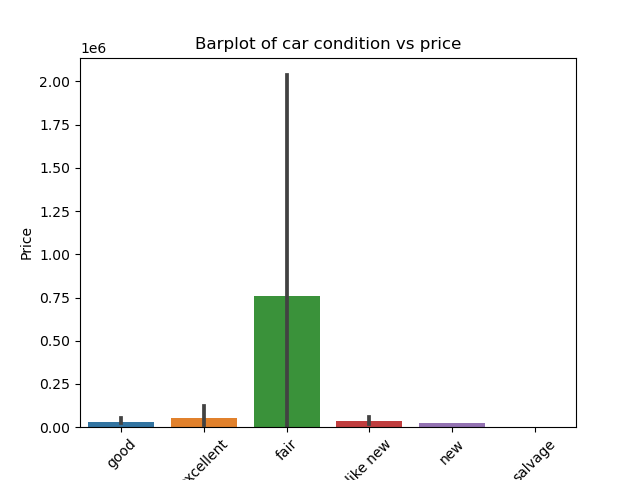 Barplot of car condition vs price
1e6
2.00
1.75
1.50
1.25
1.00
0.75
0.50
0.25
0.00
Price
good
xcellent
fair
like new
new
salvage